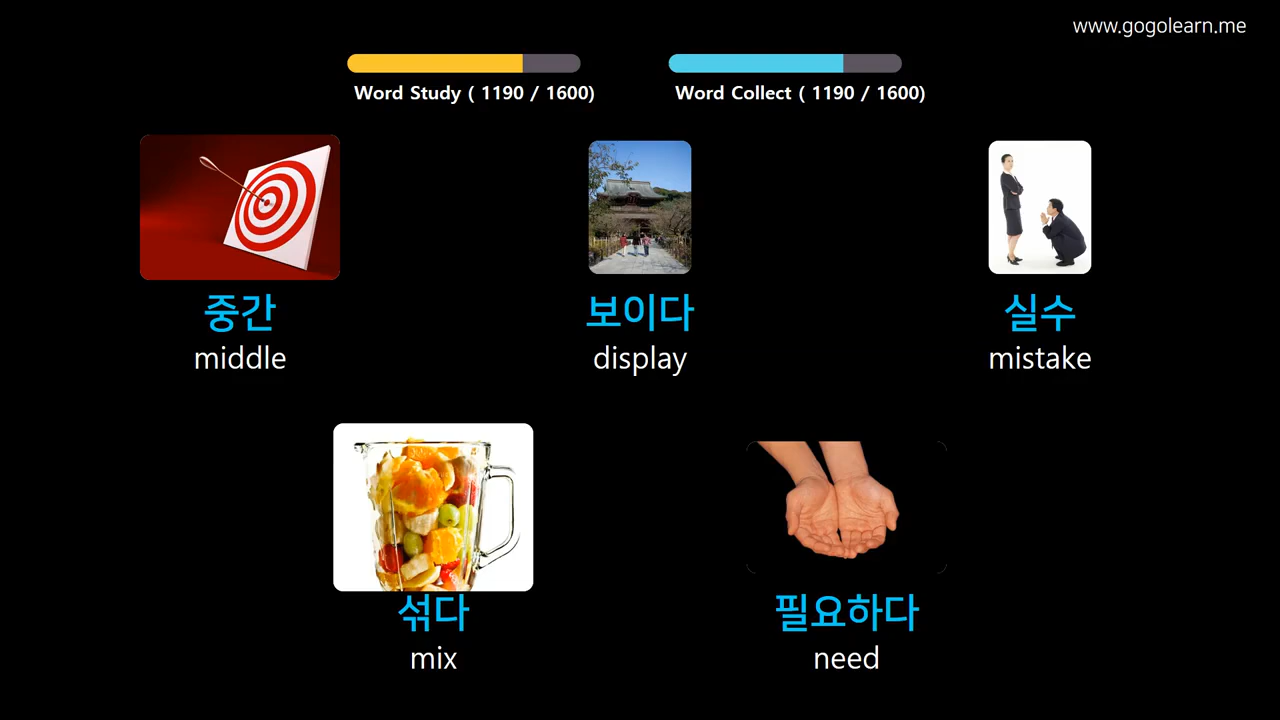 www.gogolearn.me
Word Study ( 1190 / 1600)
Word Collect ( 1190 / 1600)
중간
middle
보이다
display
실수
mistake
섞다
mix
필요하다
need